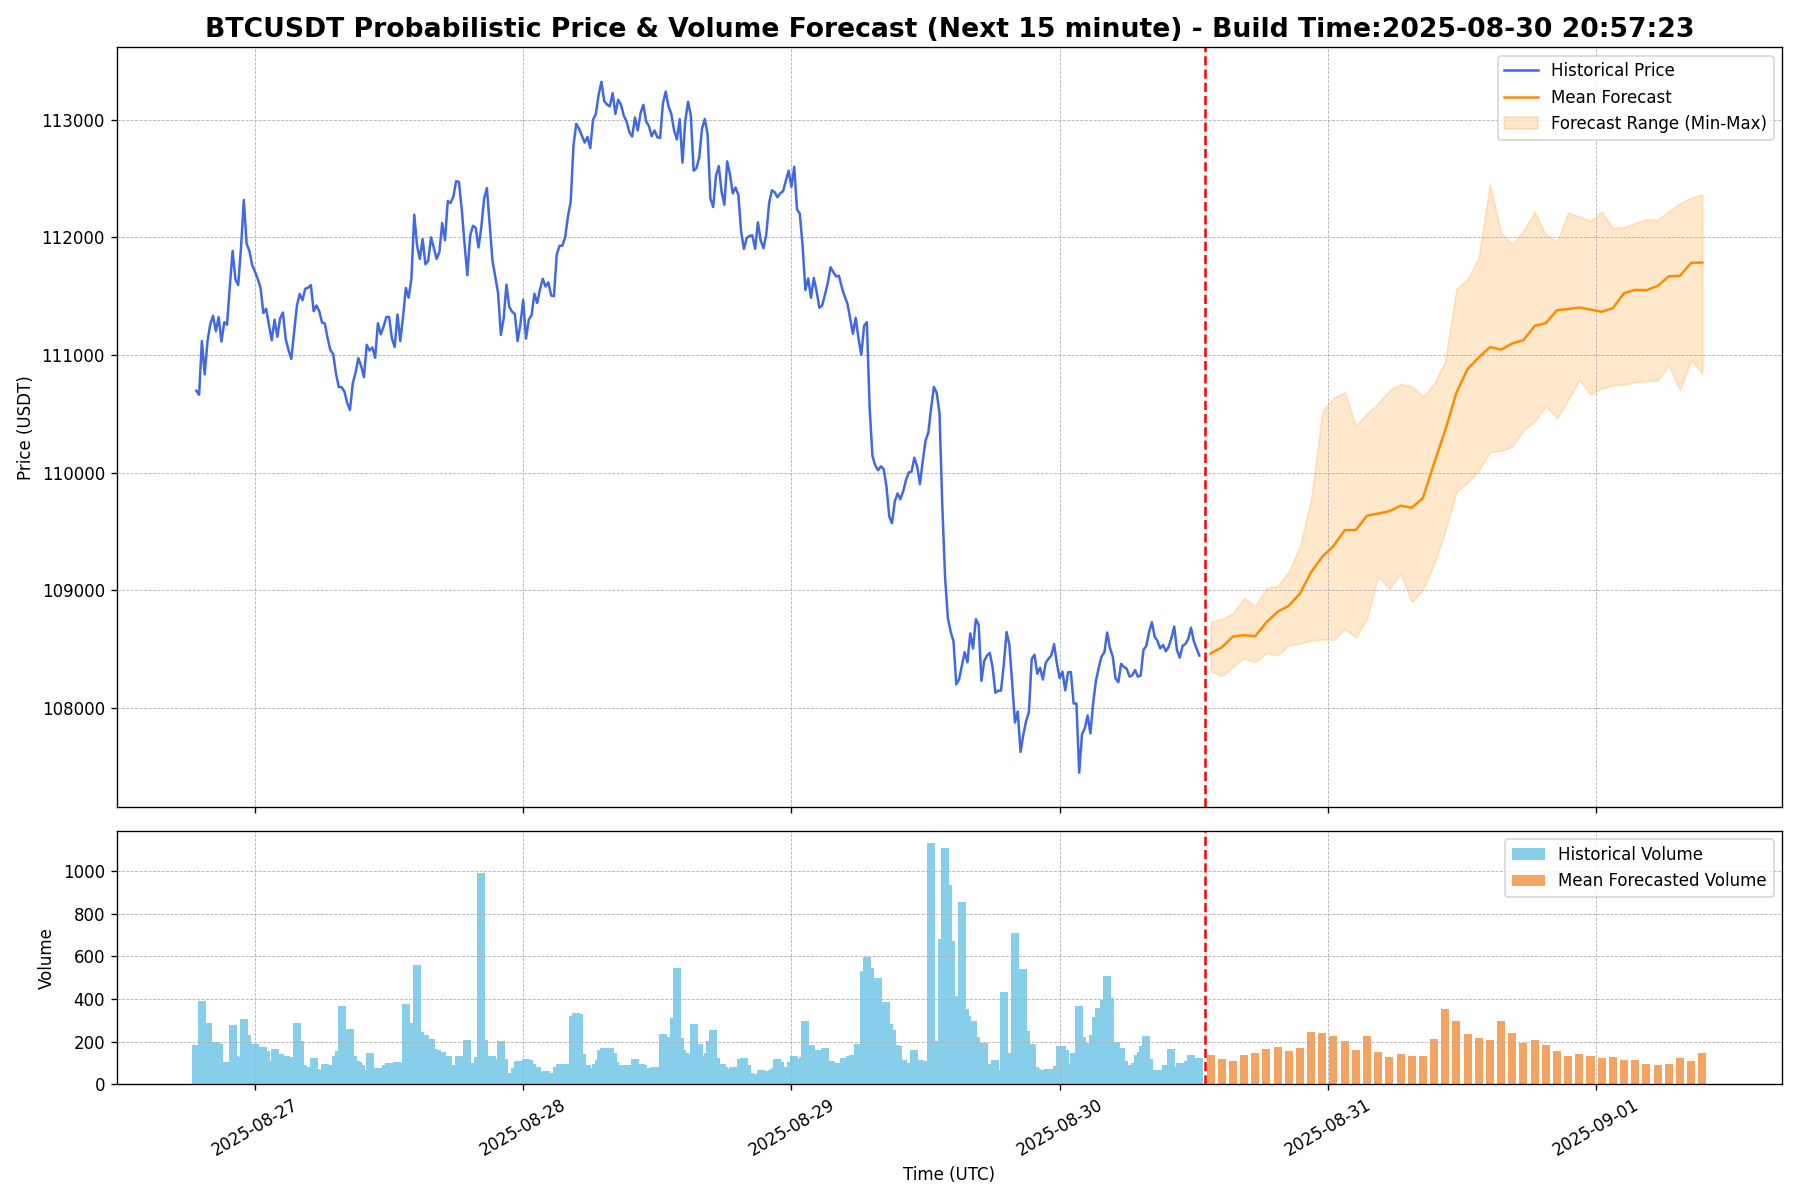 BTCUSDT Probabilistic Price & Volume Forecast (Next 15 minute) - Build Time:2025-08-30 20:57:23
Historical Price
Mean Forecast
Forecast Range (Min-Max)
Price (USDT)
113000
112000
111000
110000
109000
108000
Historical Volume
Mean Forecasted Volume
Volume
1000
800
600
400
200
0
2025-08-27
2025-08-28
2025-08-29
2025-08-30
2025-08-31
2025-09-01
Time (UTC)